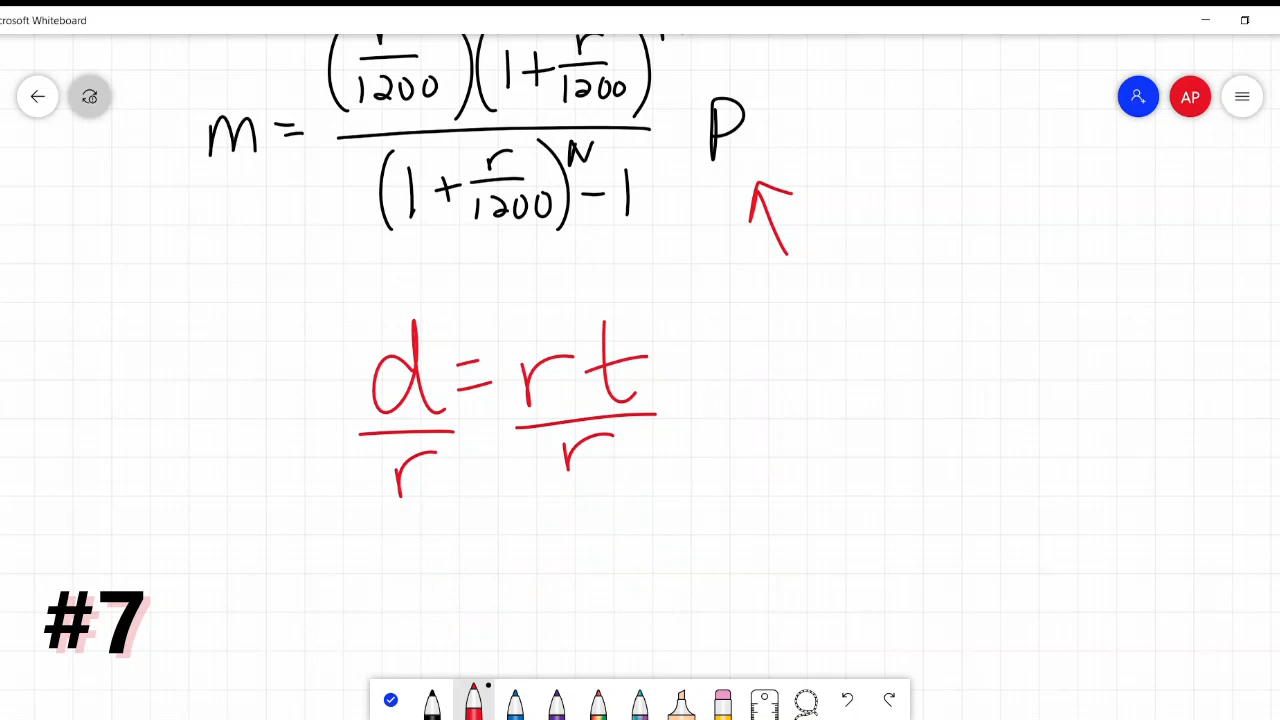 crosoft Whiteboard
(r/1200)(1+r/1200)
m = ———————— P
(1+r/1200)^N - 1
AP
d = rt
r r
#7